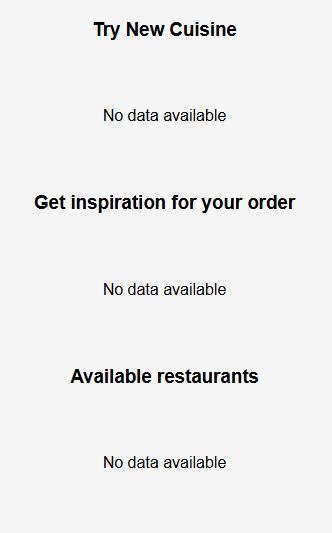 Try New Cuisine
No data available
Get inspiration for your order
No data available
Available restaurants
No data available